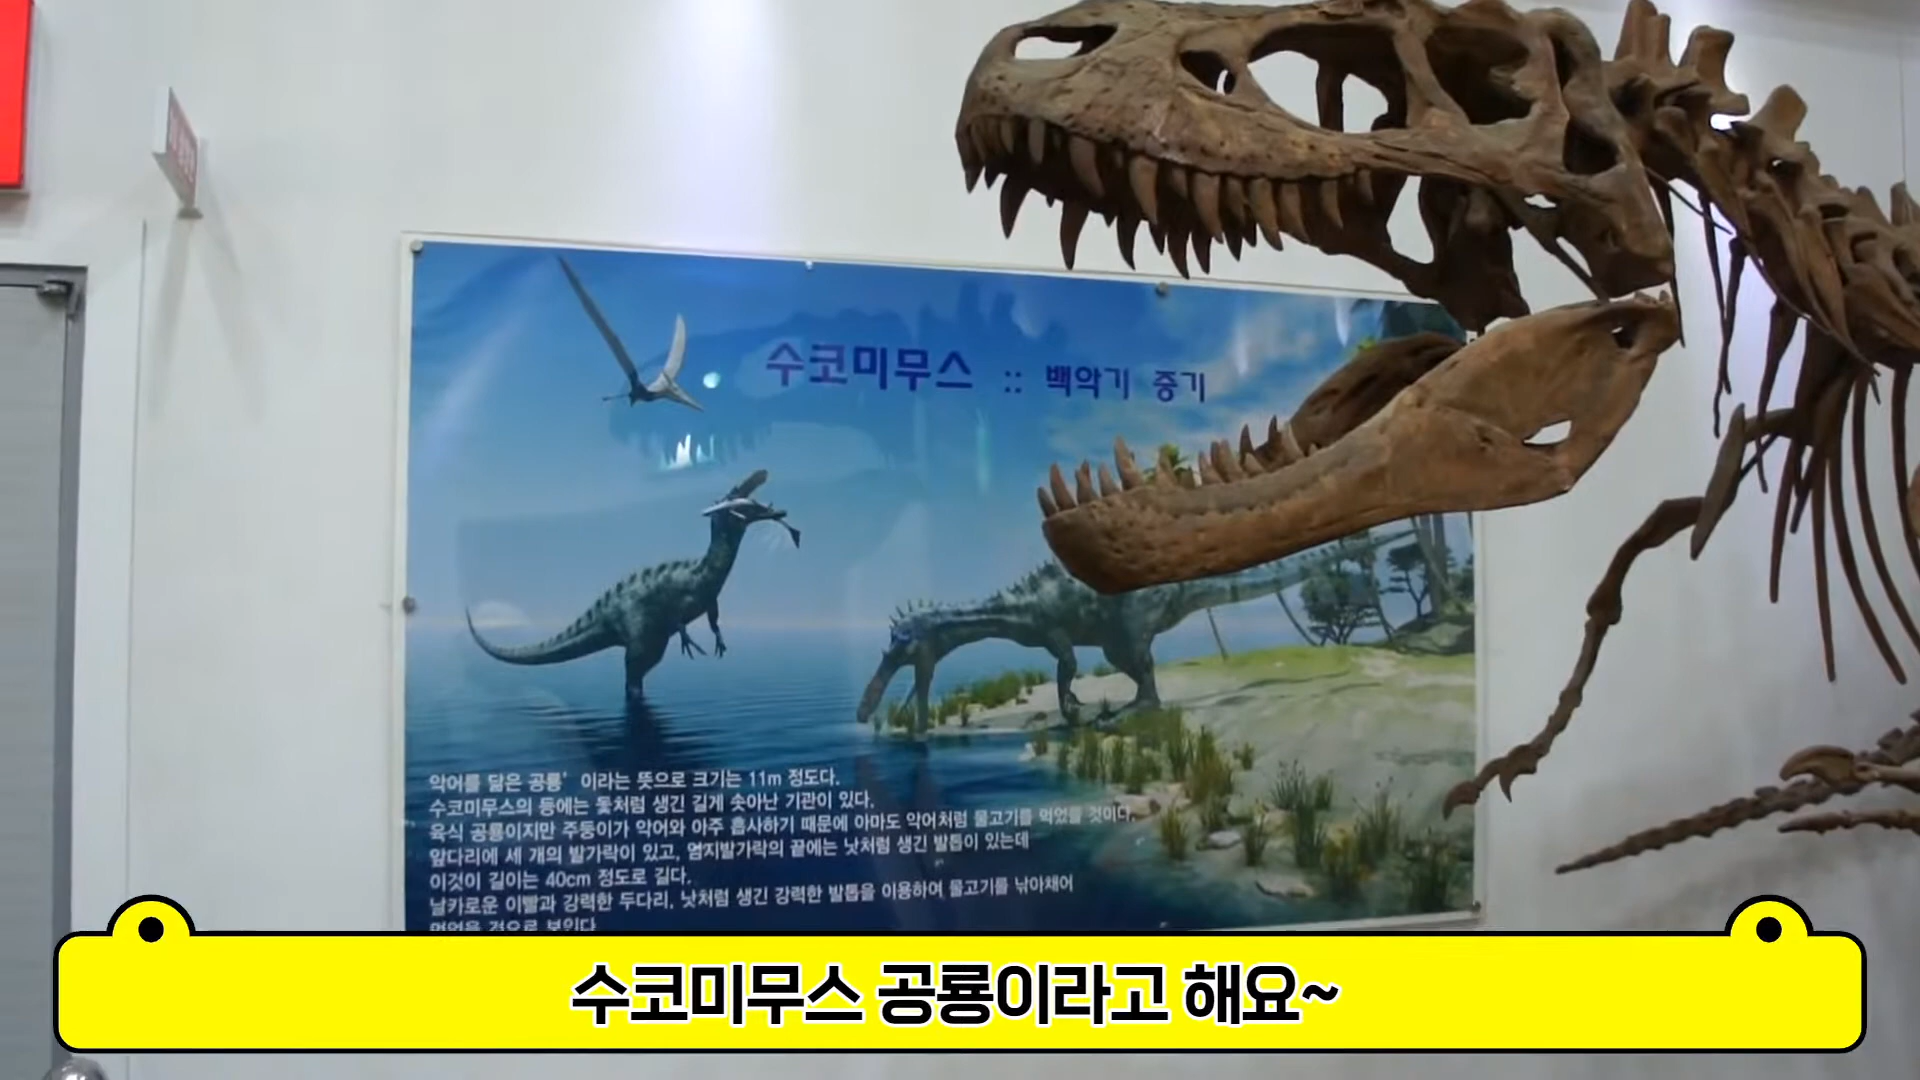 수코미무스 :: 백악기 중기
악어를 닮은 공룡' 이라는 뜻으로 크기는 11m 정도다.
수코미무스의 등에는 돛처럼 생긴 길게 솟아난 기관이 있다.
육식 공룡이지만 주둥이가 악어와 아주 흡사하기 때문에 아마도 악어처럼 물고기를 먹었을 것이다.
앞다리에 세 개의 발가락이 있고, 엄지발가락의 끝에는 낫처럼 생긴 발톱이 있는데
이것이 길이는 40cm 정도로 길다.
날카로운 이빨과 강력한 두다리, 낫처럼 생긴 강력한 발톱을 이용하여 물고기를 낚아채어
먹었을 것으로 보인다
수코미무스 공룡이라고 해요~